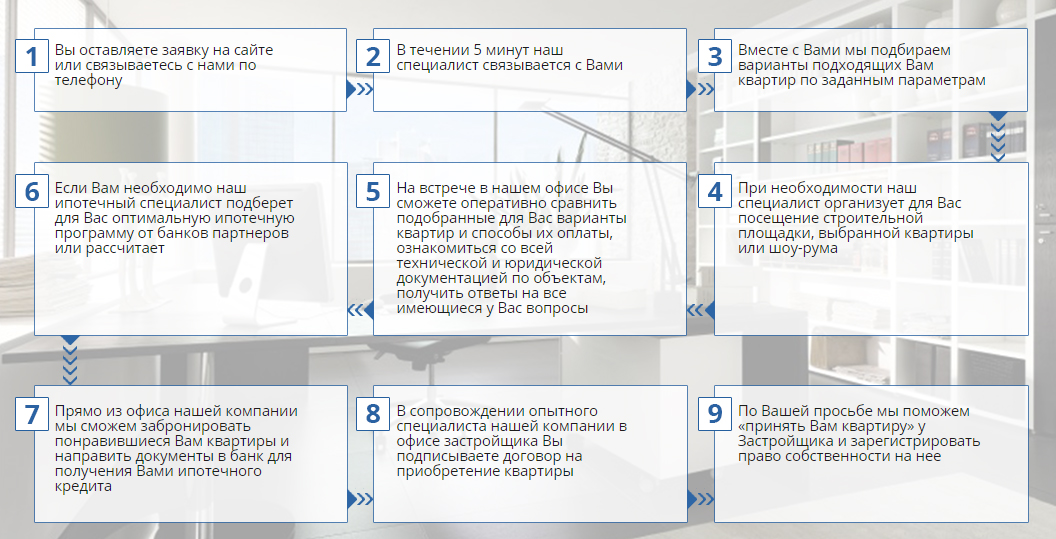 1
Вы оставляете заявку на сайте
или связываетесь с нами по
телефону
2
В течении 5 минут наш
специалист связывается с Вами
3
Вместе с Вами мы подбираем
варианты подходящих Вам
квартир по заданным параметрам
4
При необходимости наш
специалист организует для Вас
посещение строительной
площадки, выбранной квартиры
или шоу-рума
5
На встрече в нашем офисе Вы
сможете оперативно сравнить
подобранные для Вас варианты
квартир и способы их оплаты,
ознакомиться со всей
технической и юридической
документацией по объектам,
получить ответы на все
имеющиеся у Вас вопросы
6
Если Вам необходимо наш
ипотечный специалист подберет
для Вас оптимальную ипотечную
программу от банков партнеров
или рассчитает
7
Прямо из офиса нашей компании
мы сможем забронировать
понравившиеся Вам квартиры и
направить документы в банк для
получения Вами ипотечного
кредита
8
В сопровождении опытного
специалиста нашей компании в
офисе застройщика Вы
подписываете договор на
приобретение квартиры
9
По Вашей просьбе мы поможем
«принять Вам квартиру» у
Застройщика и зарегистрировать
право собственности на нее